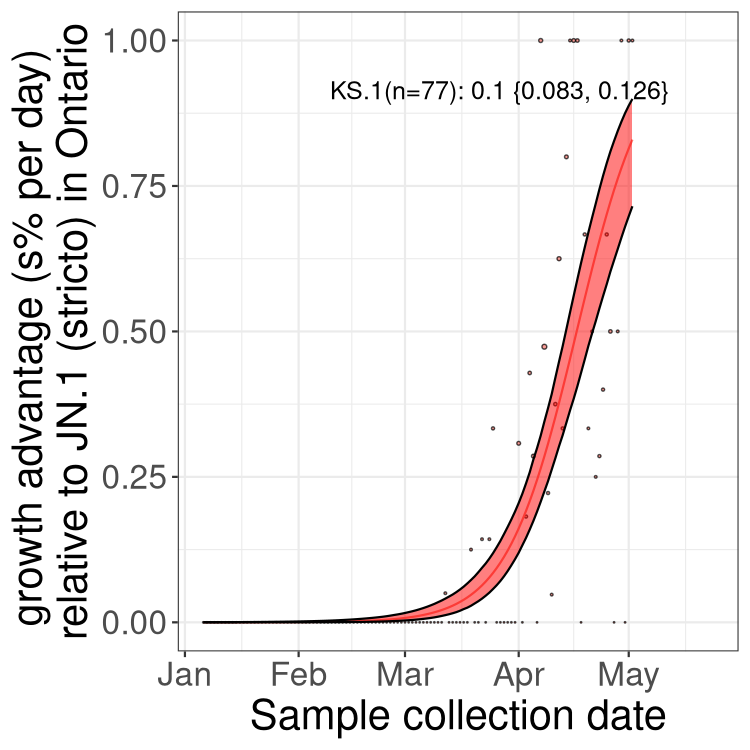 growth advantage (s% per day)
relative to JN.1 (stricto) in Ontario
1.00
0.75
0.50
0.25
0.00
KS.1(n=77): 0.1 {0.083, 0.126}
Jan Feb Mar Apr May
Sample collection date